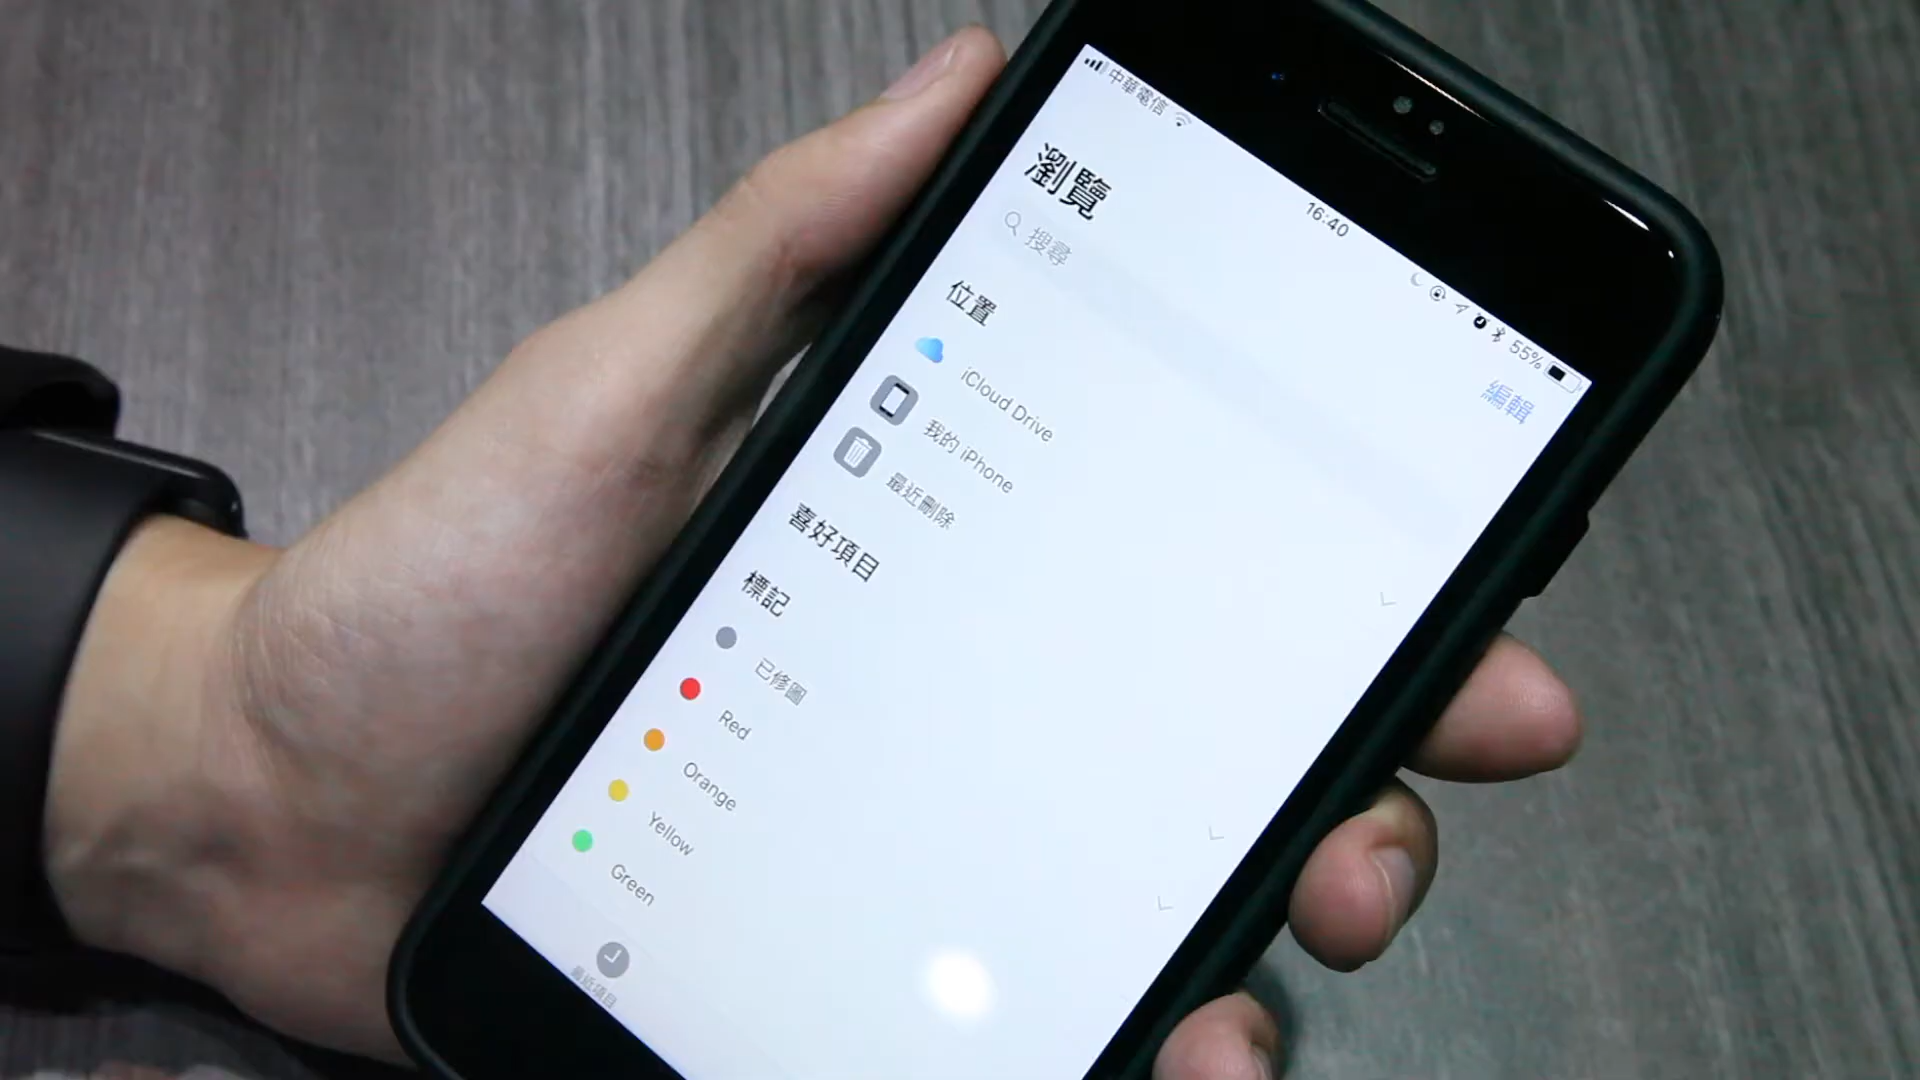 中華電信
16:40
55%
編輯
瀏覽
搜尋
位置
iCloud Drive
我的 iPhone
最近刪除
喜好項目
標記
已修圖
Red
Orange
Yellow
Green
最近項目